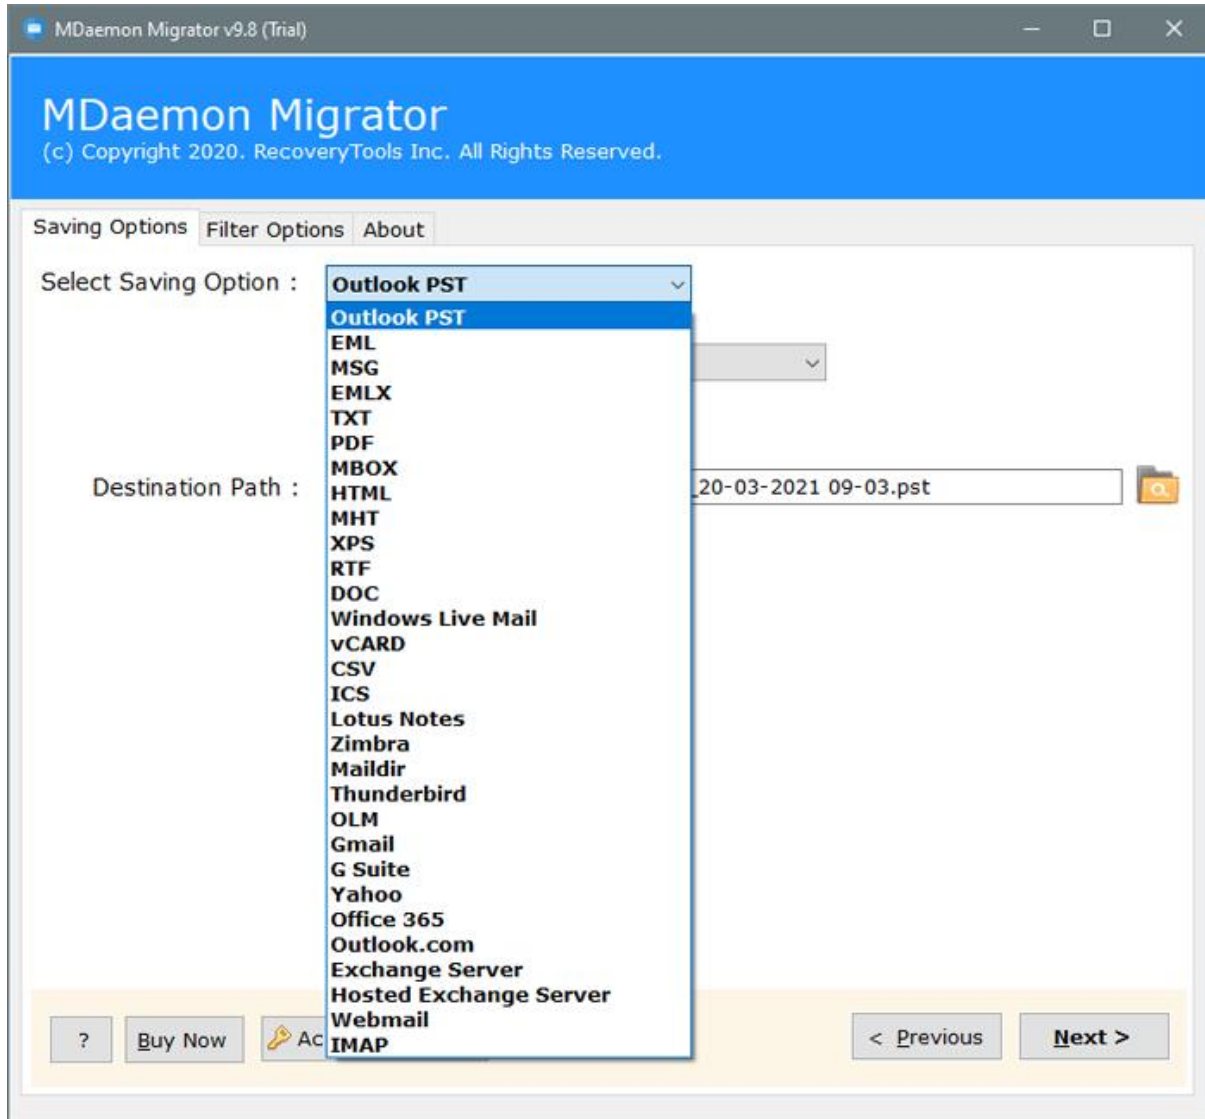 MDaemon Migrator v9.8 (Trial)
MDaemon Migrator
(c) Copyright 2020. RecoveryTools Inc. All Rights Reserved.
Saving Options Filter Options About
Select Saving Option : Outlook PST
Outlook PST
EML
MSG
EMLX
TXT
PDF
MBOX
Destination Path : _20-03-2021 09-03.pst
HTML
MHT
XPS
RTF
DOC
Windows Live Mail
vCARD
CSV
ICS
Lotus Notes
Zimbra
Maildir
Thunderbird
OLM
Gmail
G Suite
Yahoo
Office 365
Outlook.com
Exchange Server
Hosted Exchange Server
Webmail
IMAP
? Buy Now Ac < Previous Next >